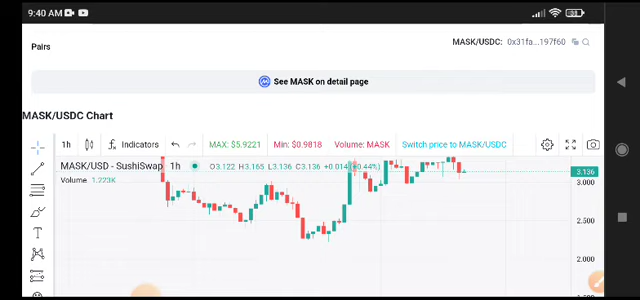 9:40 AM
53
Pairs
MASK/USDC: 0x31fa...197f60
See MASK on detail page
MASK/USDC Chart
1h Indicators MAX: $5.9221 Min: $0.9818 Volume: MASK Switch price to MASK/USDC
MASK/USD - SushiSwap 1h O3.122 H3.165 L3.136 C3.136 +0.014 (0.44%)
Volume 1.223K
3.136
3.000
2.500
2.000